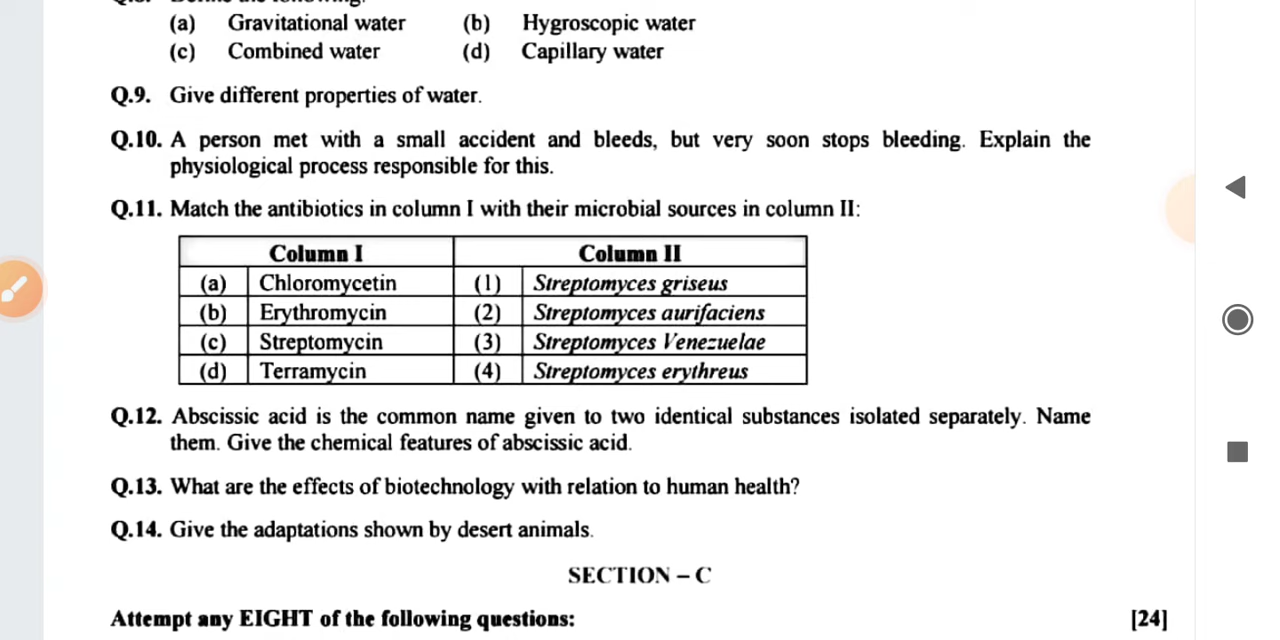 (a) Gravitational water (b) Hygroscopic water
(c) Combined water (d) Capillary water
Q.9. Give different properties of water.
Q.10. A person met with a small accident and bleeds, but very soon stops bleeding. Explain the
physiological process responsible for this.
Q.11. Match the antibiotics in column I with their microbial sources in column II:
Column I Column II
(a) Chloromycetin (1) Streptomyces griseus
(b) Erythromycin (2) Streptomyces aurifaciens
(c) Streptomycin (3) Streptomyces Venezuelae
(d) Terramycin (4) Streptomyces erythreus
Q.12. Abscissic acid is the common name given to two identical substances isolated separately. Name
them. Give the chemical features of abscissic acid.
Q.13. What are the effects of biotechnology with relation to human health?
Q.14. Give the adaptations shown by desert animals.
SECTION – C
Attempt any EIGHT of the following questions: [24]